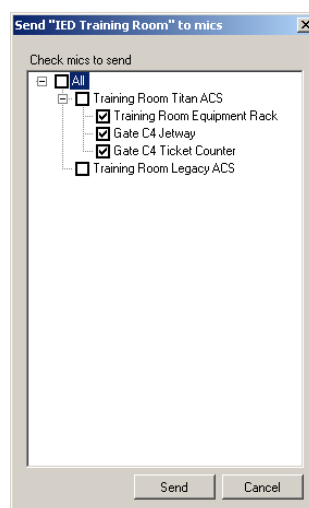 Send "IED Training Room" to mics
Check mics to send
All
Training Room Titan ACS
Training Room Equipment Rack
Gate C4 Jetway
Gate C4 Ticket Counter
Training Room Legacy ACS
Send Cancel